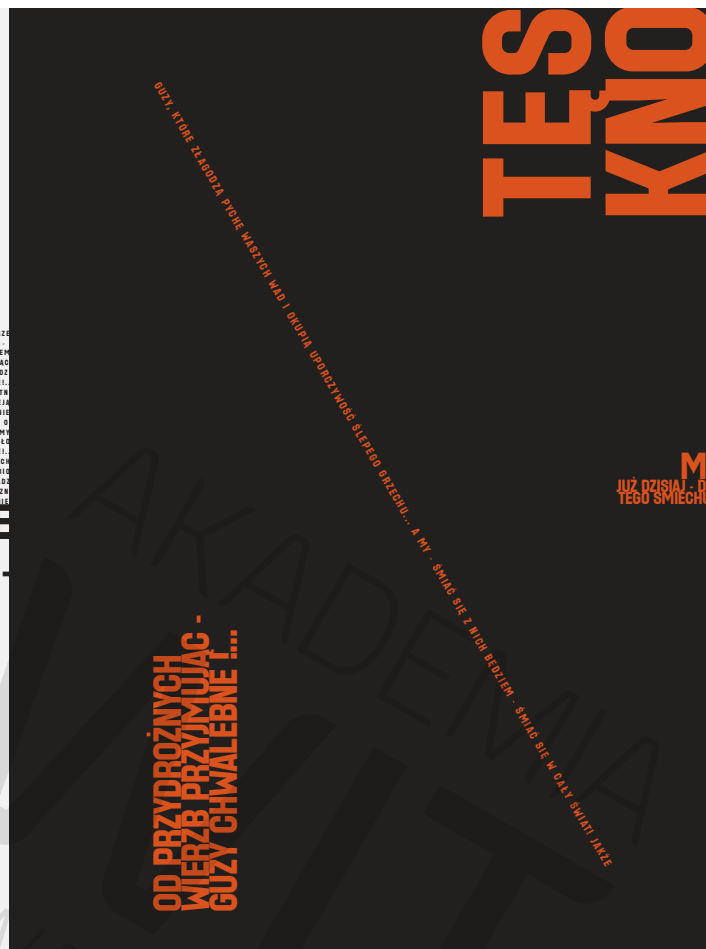 TĘS
KNO
GUZY, KTÓRE ZŁAGODZĄ PYCHĘ WASZYCH WAD I OKUPIĄ UPORCZYWOŚĆ ŚLEPEGO GRZECHU... A MY - ŚMIAĆ SIĘ Z NICH BĘDZIEM - ŚMIAĆ SIĘ W CAŁY ŚWIAT! JAKŻE
M
JUŻ DZISIAJ - D
TEGO ŚMIECHU
OD PRZYDROŻNYCH
WIERZB PRZYJMUJĄC -
GUZY CHWALEBNE I...
AKADEMIA
WIT